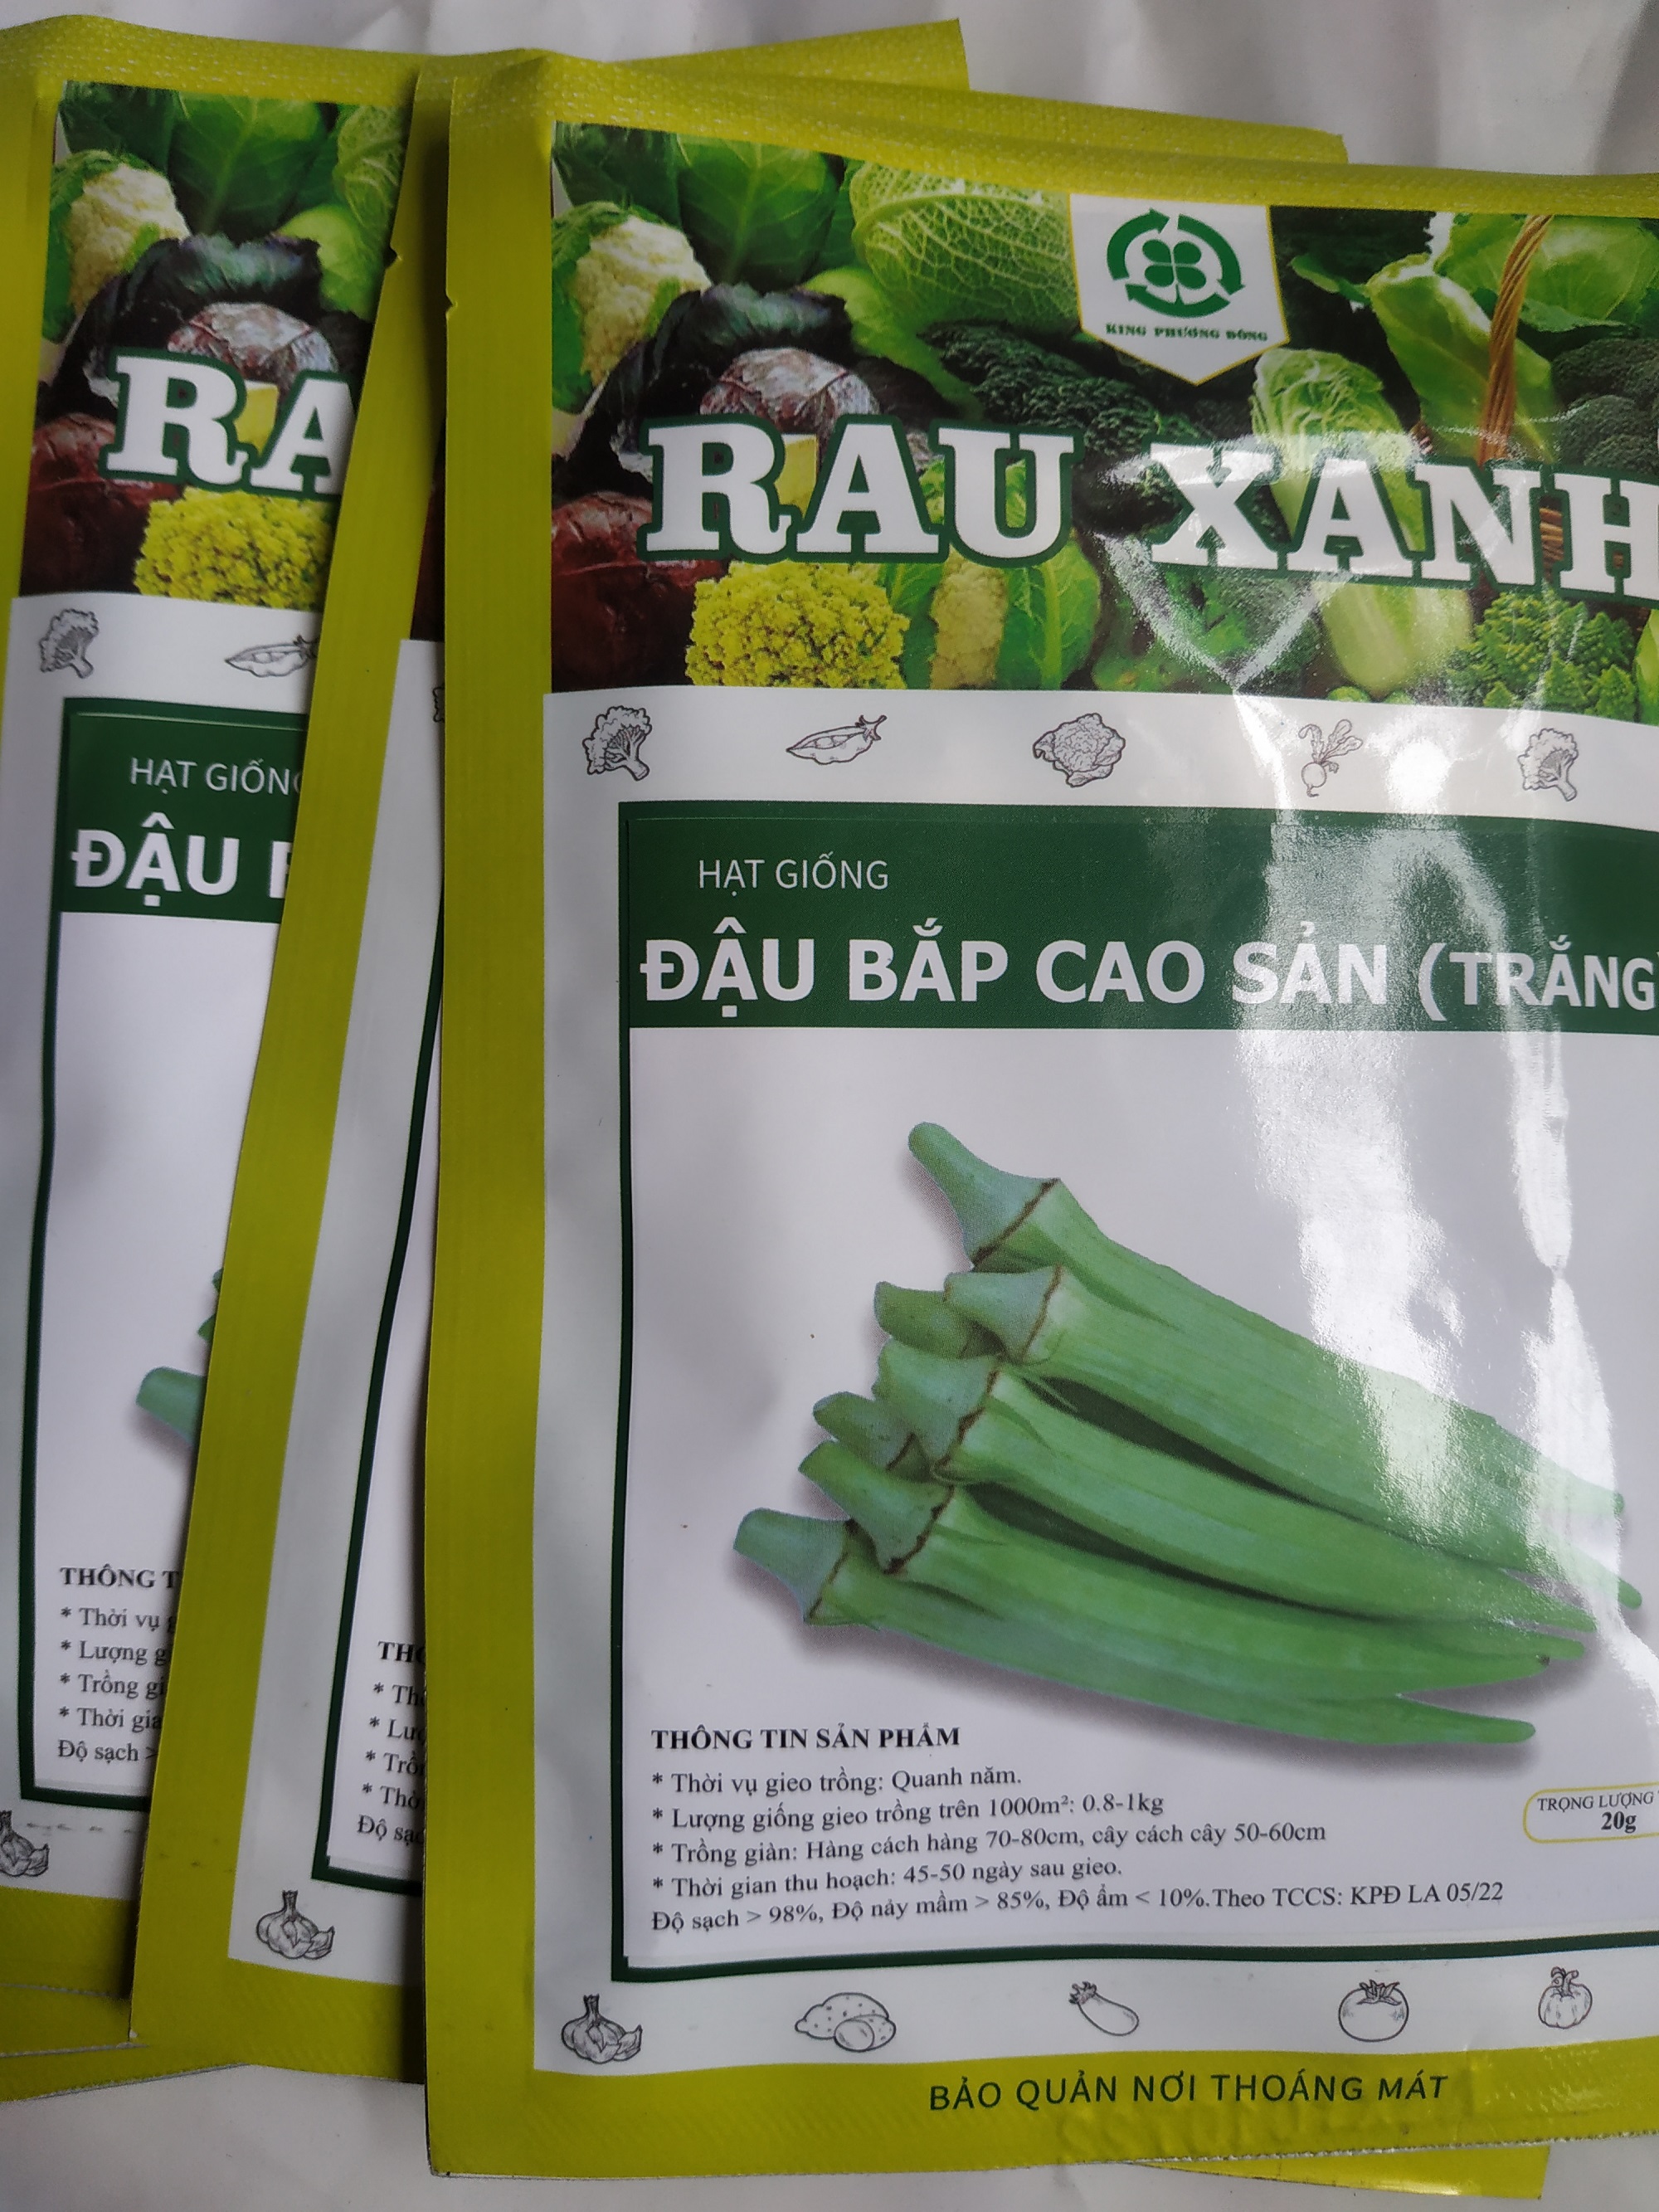 KING PHƯƠNG ĐÔNG
RAU XANH
HẠT GIỐNG
ĐẬU BẮP CAO SẢN (TRẮNG)
THÔNG TIN SẢN PHẨM
* Thời vụ gieo trồng: Quanh năm.
* Lượng giống gieo trồng trên 1000m²: 0.8-1kg
* Trồng giàn: Hàng cách hàng 70-80cm, cây cách cây 50-60cm
* Thời gian thu hoạch: 45-50 ngày sau gieo.
Độ sạch > 98%, Độ nảy mầm > 85%, Độ ẩm < 10%.Theo TCCS: KPĐ LA 05/22
TRỌNG LƯỢNG
20g
BẢO QUẢN NƠI THOÁNG MÁT
RA
HẠT GIỐNG
ĐẬU
THÔNG T
* Thời vụ
* Lượng g
* Trồng gi
* Thời gia
Độ sạch >
THÔ
* Th
* Lư
* Trồ
* Thờ
Độ sạ